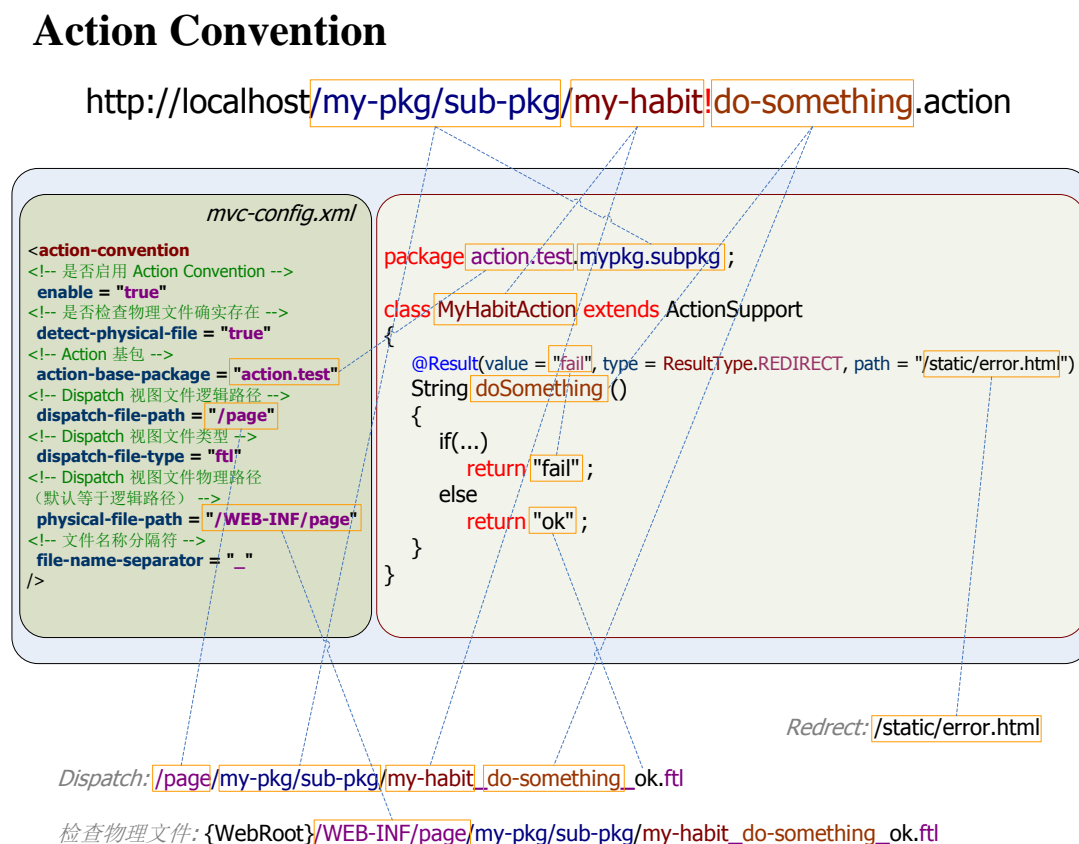 Action Convention
http://localhost/my-pkg/sub-pkg/my-habit!do-something.action
mvc-config.xml
<action-convention
<!-- 是否启用 Action Convention -->
enable = "true"
<!-- 是否检查物理文件确实存在 -->
detect-physical-file = "true"
<!-- Action 基包 -->
action-base-package = "action.test"
<!-- Dispatch 视图文件逻辑路径 -->
dispatch-file-path = "/page"
<!-- Dispatch 视图文件类型 -->
dispatch-file-type = "ftl"
<!-- Dispatch 视图文件物理路径
（默认等于逻辑路径） -->
physical-file-path = "/WEB-INF/page"
<!-- 文件名称分隔符 -->
file-name-separator = "_"
/>
package action.test.mypkg.subpkg ;
class MyHabitAction extends ActionSupport
{
@Result(value = "fail", type = ResultType.REDIRECT, path = "/static/error.html")
String doSomething ()
{
if(...)
return "fail" ;
else
return "ok" ;
}
}
Redrect: /static/error.html
Dispatch: /page/my-pkg/sub-pkg/my-habit_do-something_ok.ftl
检查物理文件: {WebRoot}/WEB-INF/page/my-pkg/sub-pkg/my-habit_do-something_ok.ftl